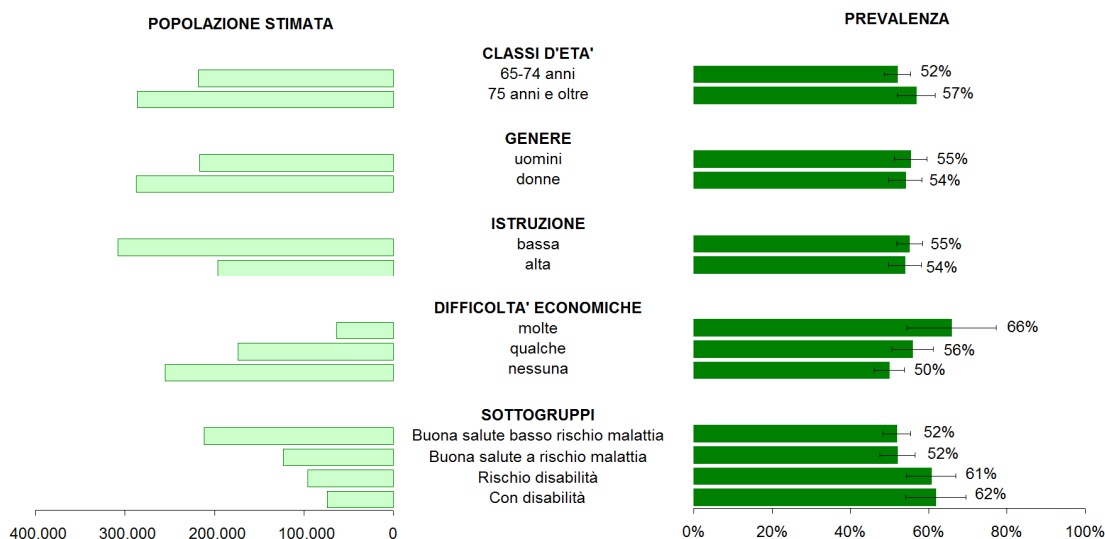 POPOLAZIONE STIMATA
PREVALENZA
CLASSI D'ETA'
65-74 anni 52%
75 anni e oltre 57%
GENERE
uomini 55%
donne 54%
ISTRUZIONE
bassa 55%
alta 54%
DIFFICOLTA' ECONOMICHE
molte 66%
qualche 56%
nessuna 50%
SOTTOGRUPPI
Buona salute basso rischio malattia 52%
Buona salute a rischio malattia 52%
Rischio disabilità 61%
Con disabilità 62%
400.000 300.000 200.000 100.000 0
0% 20% 40% 60% 80% 100%